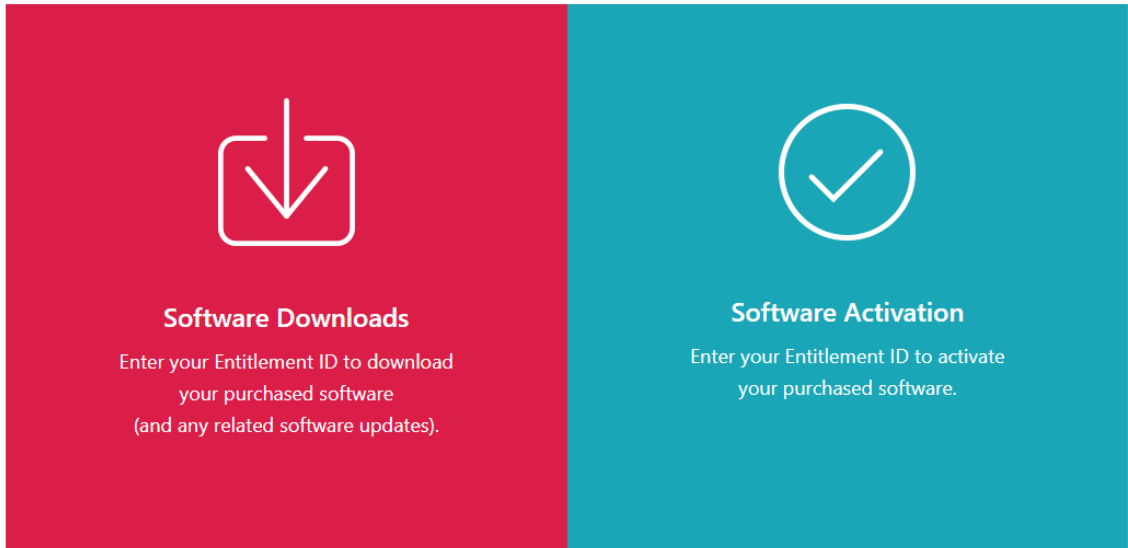 Software Downloads
Enter your Entitlement ID to download
your purchased software
(and any related software updates).
Software Activation
Enter your Entitlement ID to activate
your purchased software.